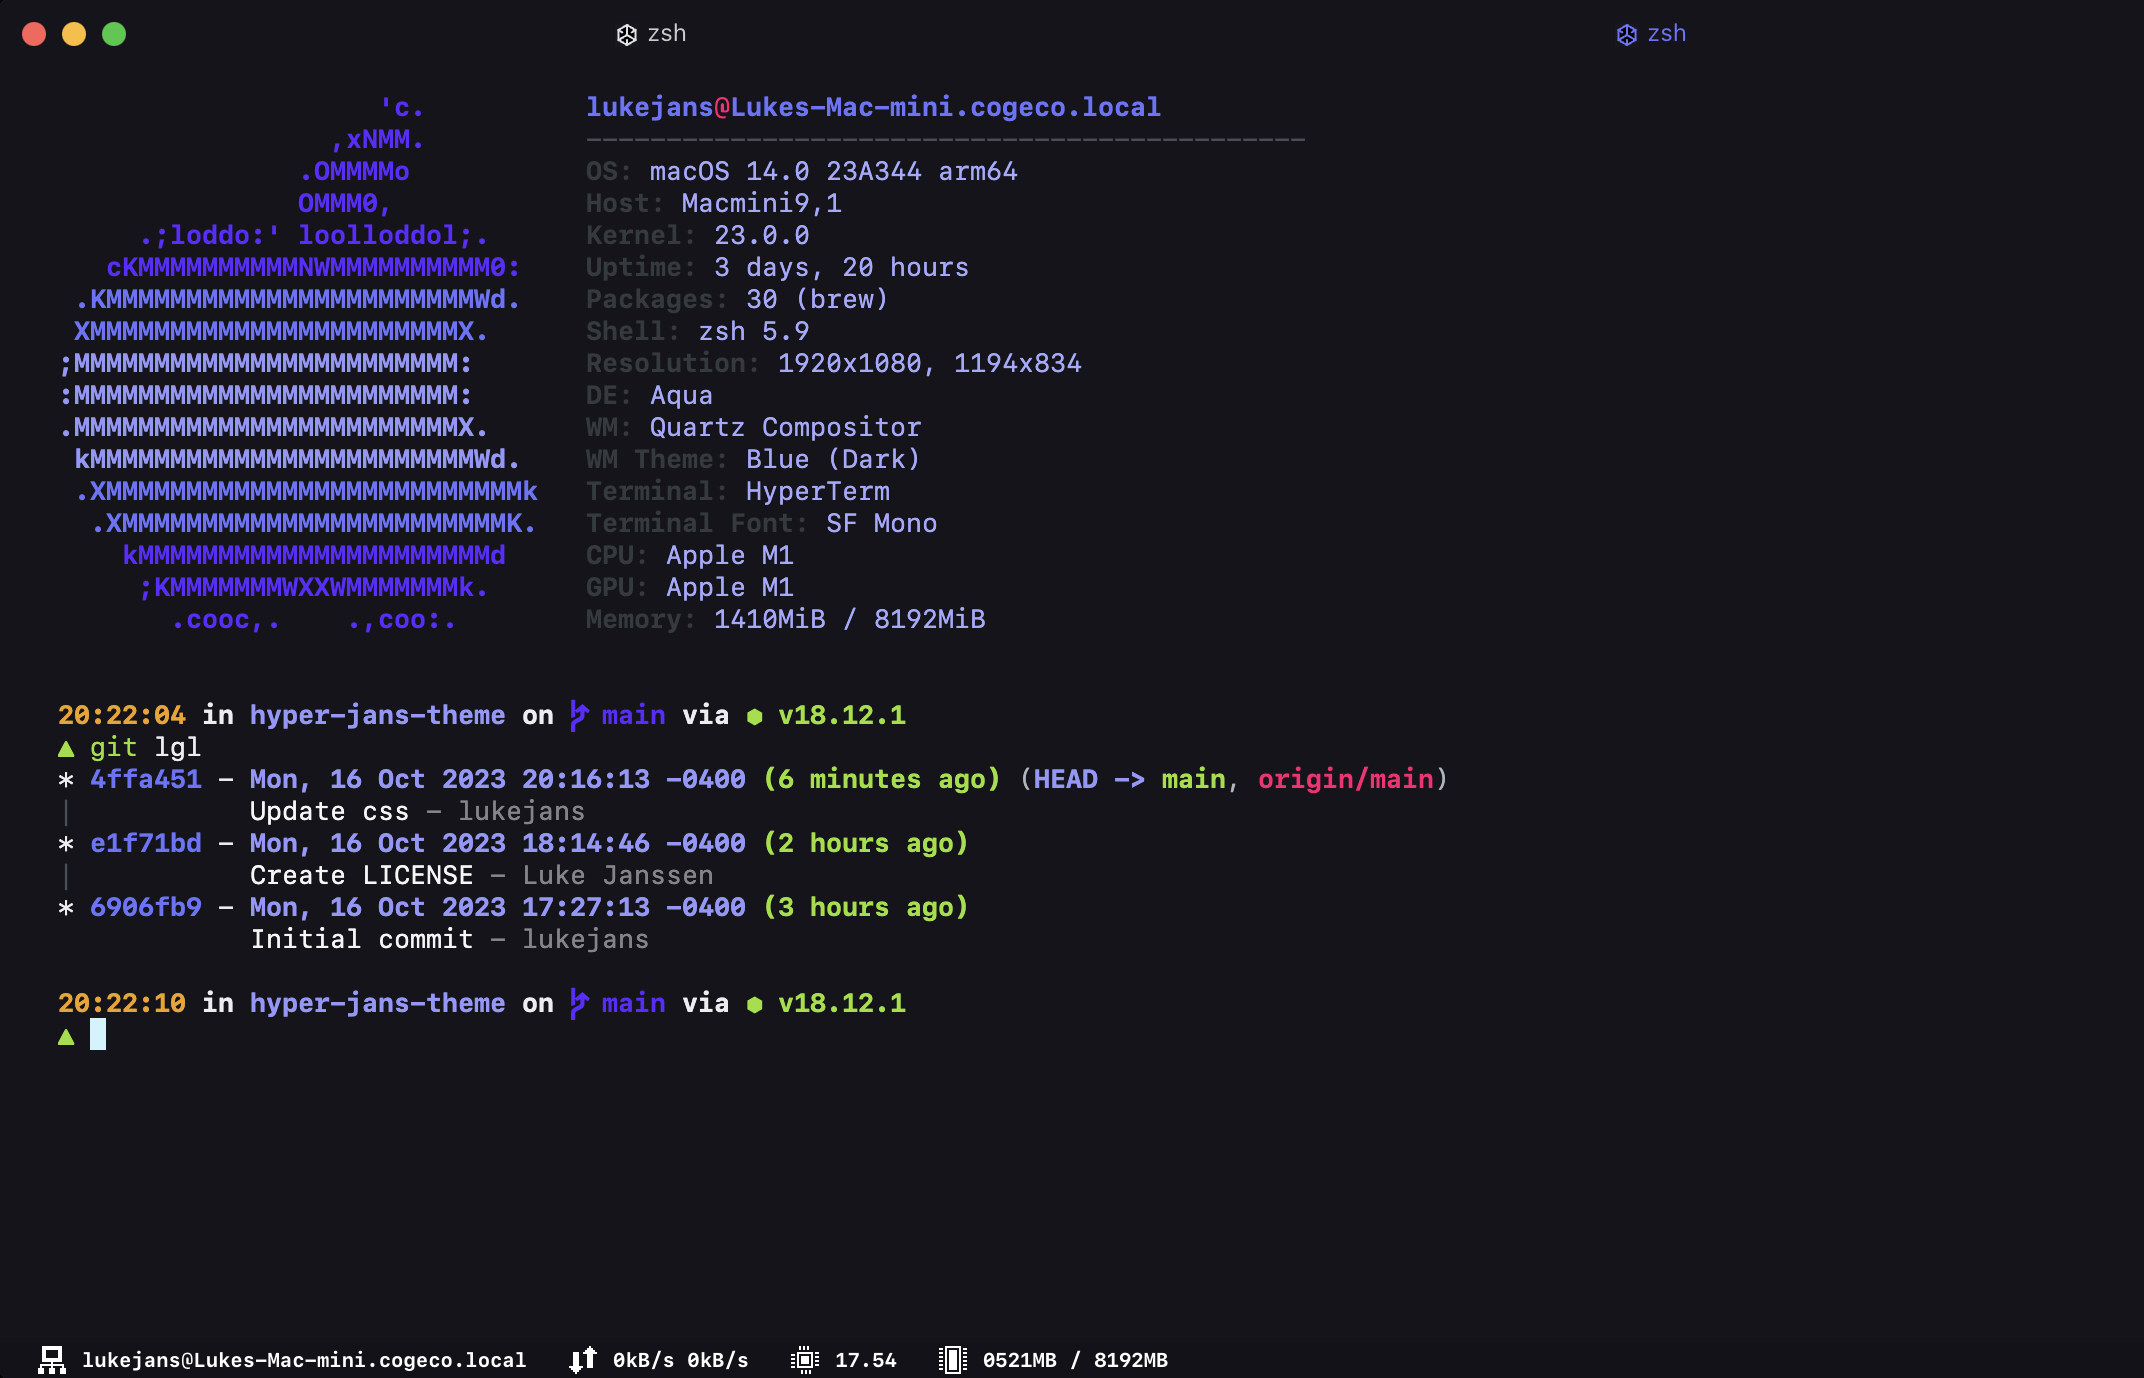 zsh zsh
'c. lukejans@Lukes-Mac-mini.cogeco.local
,xNMM. ---------------------------------------------
.OMMMMo OS: macOS 14.0 23A344 arm64
OMMM0, Host: Macmini9,1
.;loddo:' loolloddol;. Kernel: 23.0.0
cKMMMMMMMMMMNWMMMMMMMMMM0: Uptime: 3 days, 20 hours
.KMMMMMMMMMMMMMMMMMMMMMMMWd. Packages: 30 (brew)
XMMMMMMMMMMMMMMMMMMMMMMMX. Shell: zsh 5.9
;MMMMMMMMMMMMMMMMMMMMMMMM: Resolution: 1920x1080, 1194x834
:MMMMMMMMMMMMMMMMMMMMMMMM: DE: Aqua
.MMMMMMMMMMMMMMMMMMMMMMMMX. WM: Quartz Compositor
kMMMMMMMMMMMMMMMMMMMMMMMMWd. WM Theme: Blue (Dark)
.XMMMMMMMMMMMMMMMMMMMMMMMMMMk Terminal: HyperTerm
.XMMMMMMMMMMMMMMMMMMMMMMMMK. Terminal Font: SF Mono
kMMMMMMMMMMMMMMMMMMMMMMd CPU: Apple M1
;KMMMMMMMWXXWMMMMMMMk. GPU: Apple M1
.cooc,. .,coo:. Memory: 1410MiB / 8192MiB
20:22:04 in hyper-jans-theme on main via ⬢ v18.12.1
▲ git lgl
* 4ffa451 - Mon, 16 Oct 2023 20:16:13 -0400 (6 minutes ago) (HEAD -> main, origin/main)
| Update css - lukejans
* e1f71bd - Mon, 16 Oct 2023 18:14:46 -0400 (2 hours ago)
| Create LICENSE - Luke Janssen
* 6906fb9 - Mon, 16 Oct 2023 17:27:13 -0400 (3 hours ago)
Initial commit - lukejans
20:22:10 in hyper-jans-theme on main via ⬢ v18.12.1
▲
lukejans@Lukes-Mac-mini.cogeco.local 0kB/s 0kB/s 17.54 0521MB / 8192MB